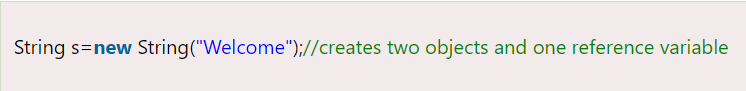 String s=new String("Welcome");//creates two objects and one reference variable